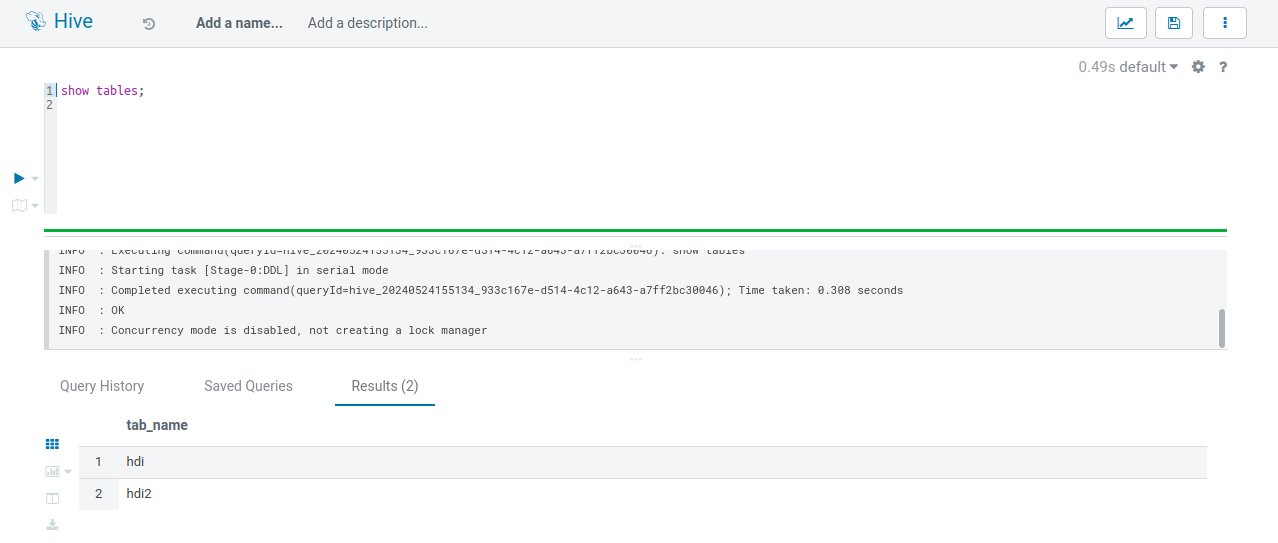 Hive Add a name... Add a description...
0.49s default ?
1 show tables;
2
INFO : Executing command(queryId=hive_20240524155134_933c167e-d514-4c12-a643-a7ff2bc30046): show tables
INFO : Starting task [Stage-0:DDL] in serial mode
INFO : Completed executing command(queryId=hive_20240524155134_933c167e-d514-4c12-a643-a7ff2bc30046); Time taken: 0.308 seconds
INFO : OK
INFO : Concurrency mode is disabled, not creating a lock manager
Query History Saved Queries Results (2)
tab_name
1 hdi
2 hdi2